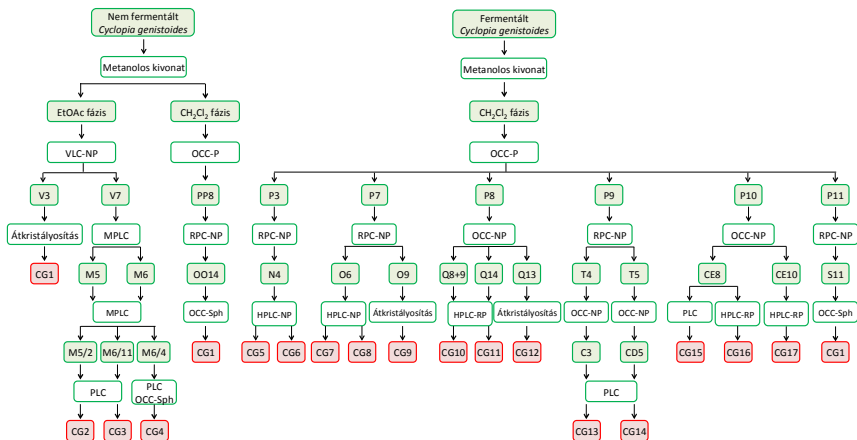 Nem fermentált
Cyclopia genistoides
Fermentált
Cyclopia genistoides
Metanolos kivonat
Metanolos kivonat
EtOAc fázis
CH₂Cl₂ fázis
CH₂Cl₂ fázis
VLC-NP
OCC-P
OCC-P
V3
V7
PP8
P3
P7
P8
P9
P10
P11
Átkristályosítás
MPLC
RPC-NP
RPC-NP
RPC-NP
OCC-NP
RPC-NP
OCC-NP
RPC-NP
CG1
M5
M6
OO14
N4
O6
O9
Q8+9
Q14
Q13
T4
T5
CE8
CE10
S11
MPLC
OCC-Sph
HPLC-NP
HPLC-NP
Átkristályosítás
HPLC-RP
Átkristályosítás
OCC-NP
OCC-NP
PLC
HPLC-RP
HPLC-RP
OCC-Sph
M5/2
M6/11
M6/4
CG1
CG5
CG6
CG7
CG8
CG9
CG10
CG11
CG12
C3
CD5
CG15
CG16
CG17
CG1
PLC
PLC
OCC-Sph
PLC
CG2
CG3
CG4
CG13
CG14